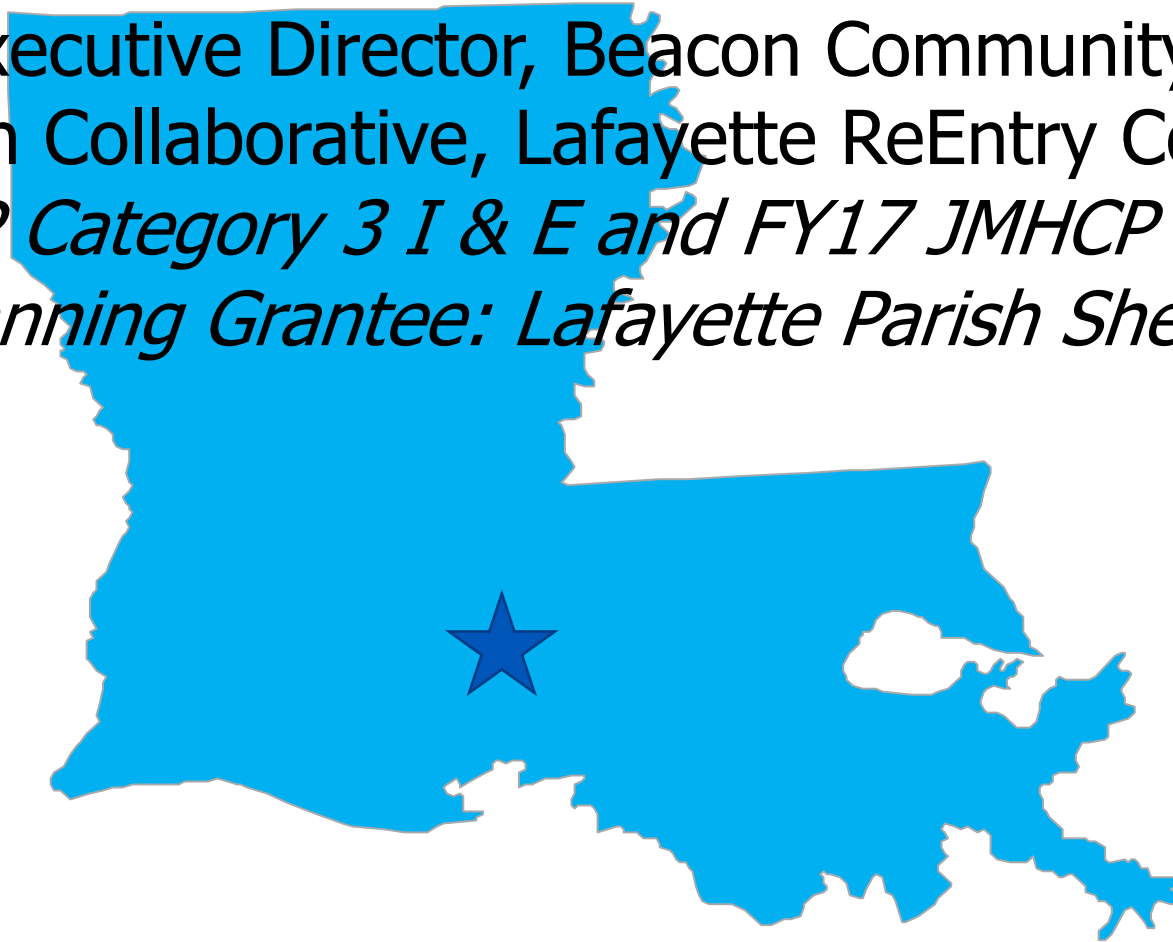 xecutive Director, Beacon Community
n Collaborative, Lafayette ReEntry
Category 3 I & E and FY17 JMHCP
nning Grantee: Lafayette Parish She